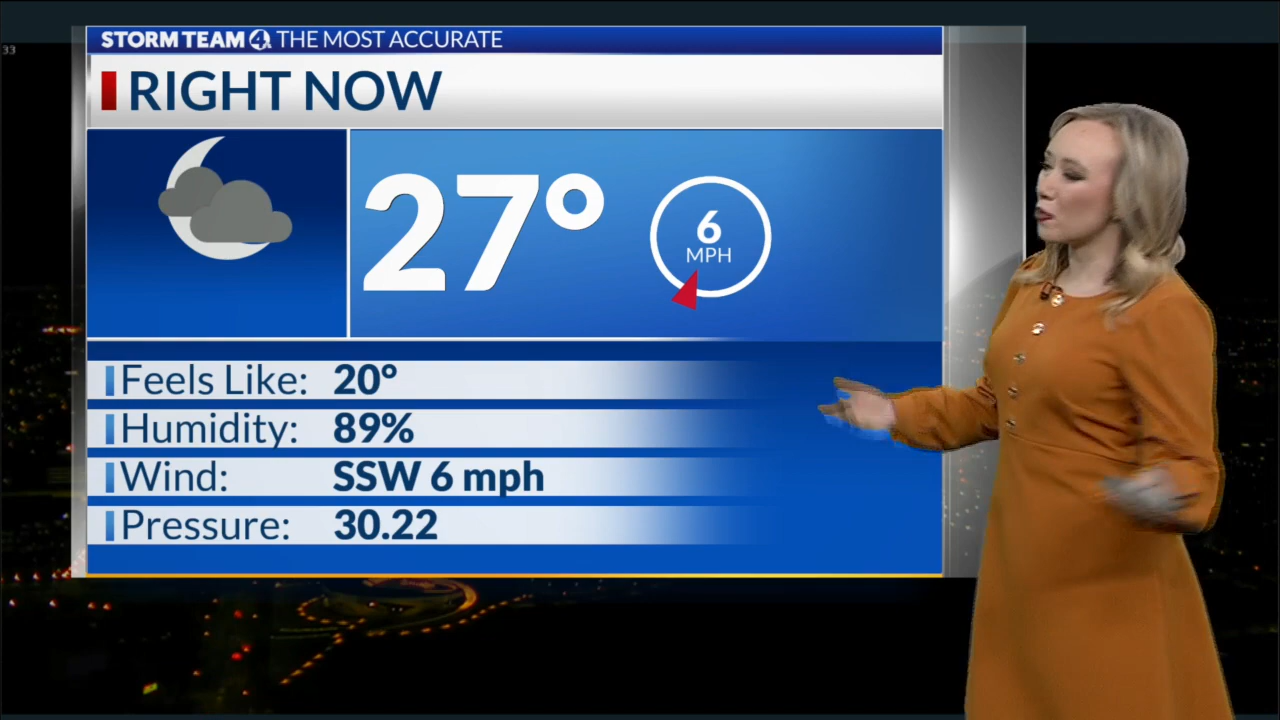 STORM TEAM 4 THE MOST ACCURATE
33
RIGHT NOW
27°
6
MPH
Feels Like: 20°
Humidity: 89%
Wind: SSW 6 mph
Pressure: 30.22